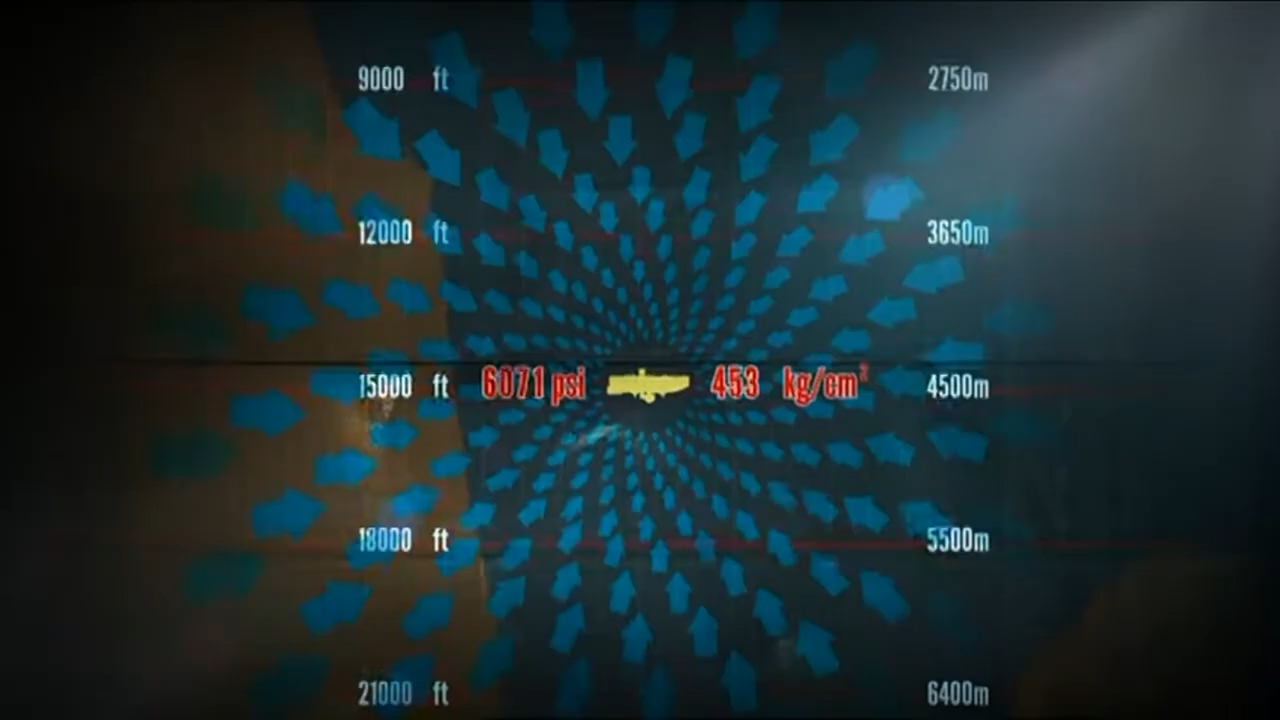 9000 ft 2750m
12000 ft 3650m
15000 ft 6071 psi 453 kg/cm² 4500m
18000 ft 5500m
21000 ft 6400m